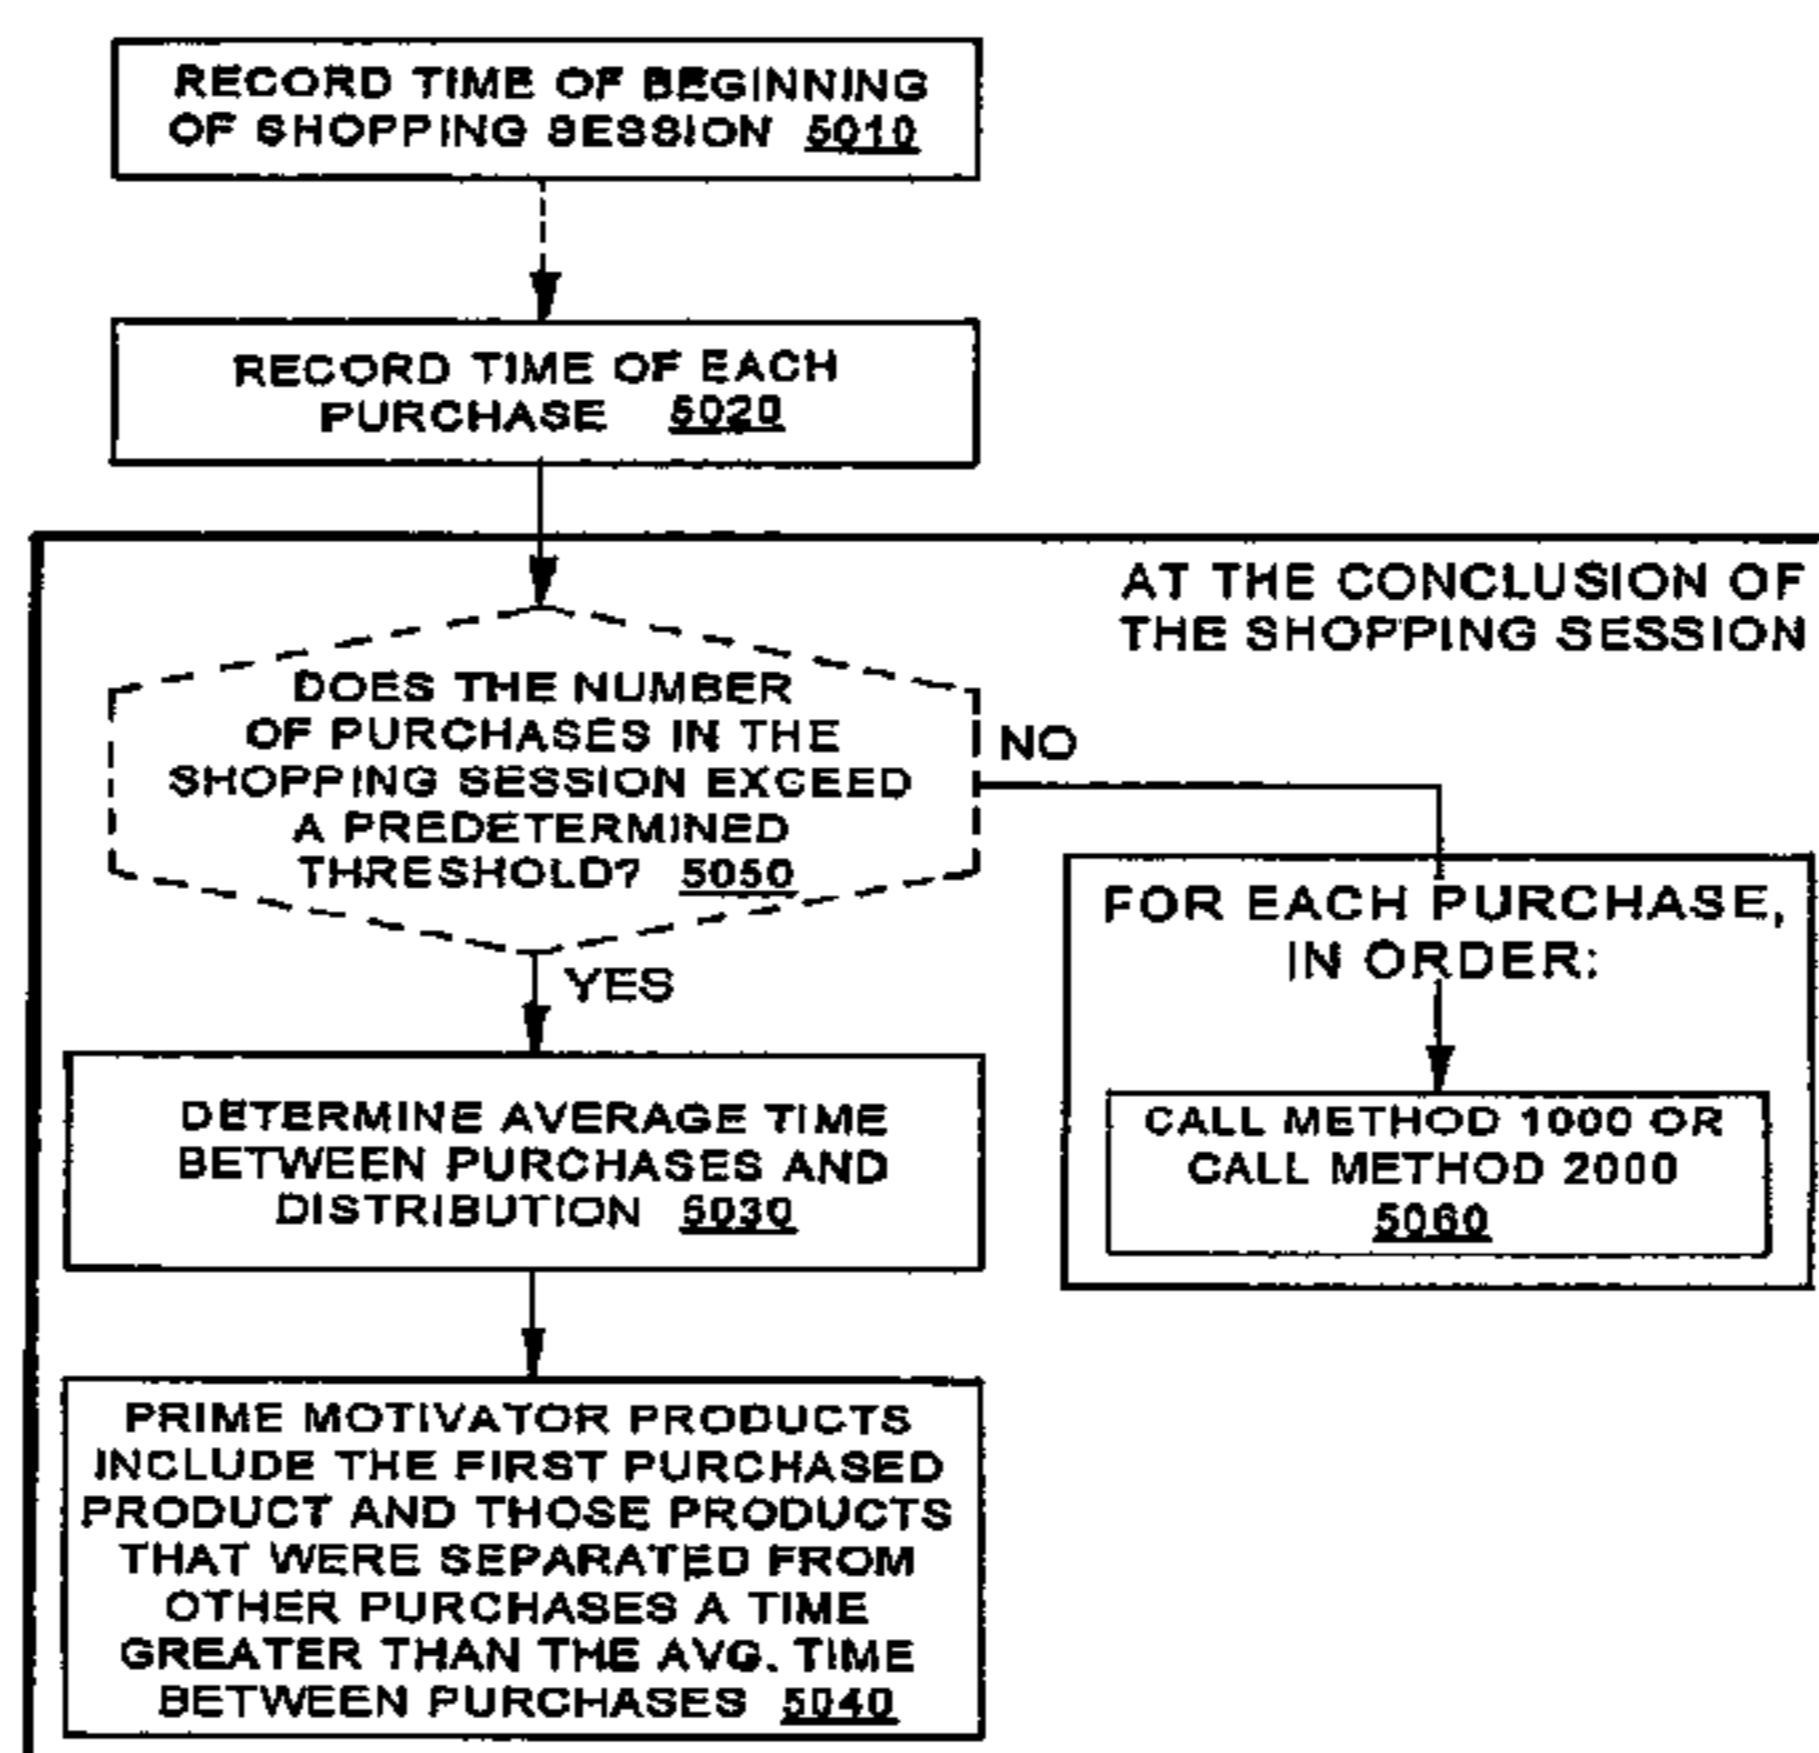 RECORD TIME OF BEGINNING
OF SHOPPING SESSION 5010
RECORD TIME OF EACH
PURCHASE 5020
AT THE CONCLUSION OF
THE SHOPPING SESSION
DOES THE NUMBER
OF PURCHASES IN THE
SHOPPING SESSION EXCEED
A PREDETERMINED
THRESHOLD? 5050
NO
YES
FOR EACH PURCHASE,
IN ORDER:
CALL METHOD 1000 OR
CALL METHOD 2000
5060
DETERMINE AVERAGE TIME
BETWEEN PURCHASES AND
DISTRIBUTION 5030
PRIME MOTIVATOR PRODUCTS
INCLUDE THE FIRST PURCHASED
PRODUCT AND THOSE PRODUCTS
THAT WERE SEPARATED FROM
OTHER PURCHASES A TIME
GREATER THAN THE AVG. TIME
BETWEEN PURCHASES 5040